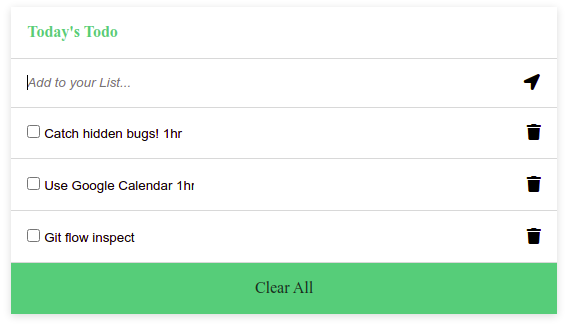 Today's Todo
Add to your List...
Catch hidden bugs! 1hr
Use Google Calendar 1hr
Git flow inspect
Clear All